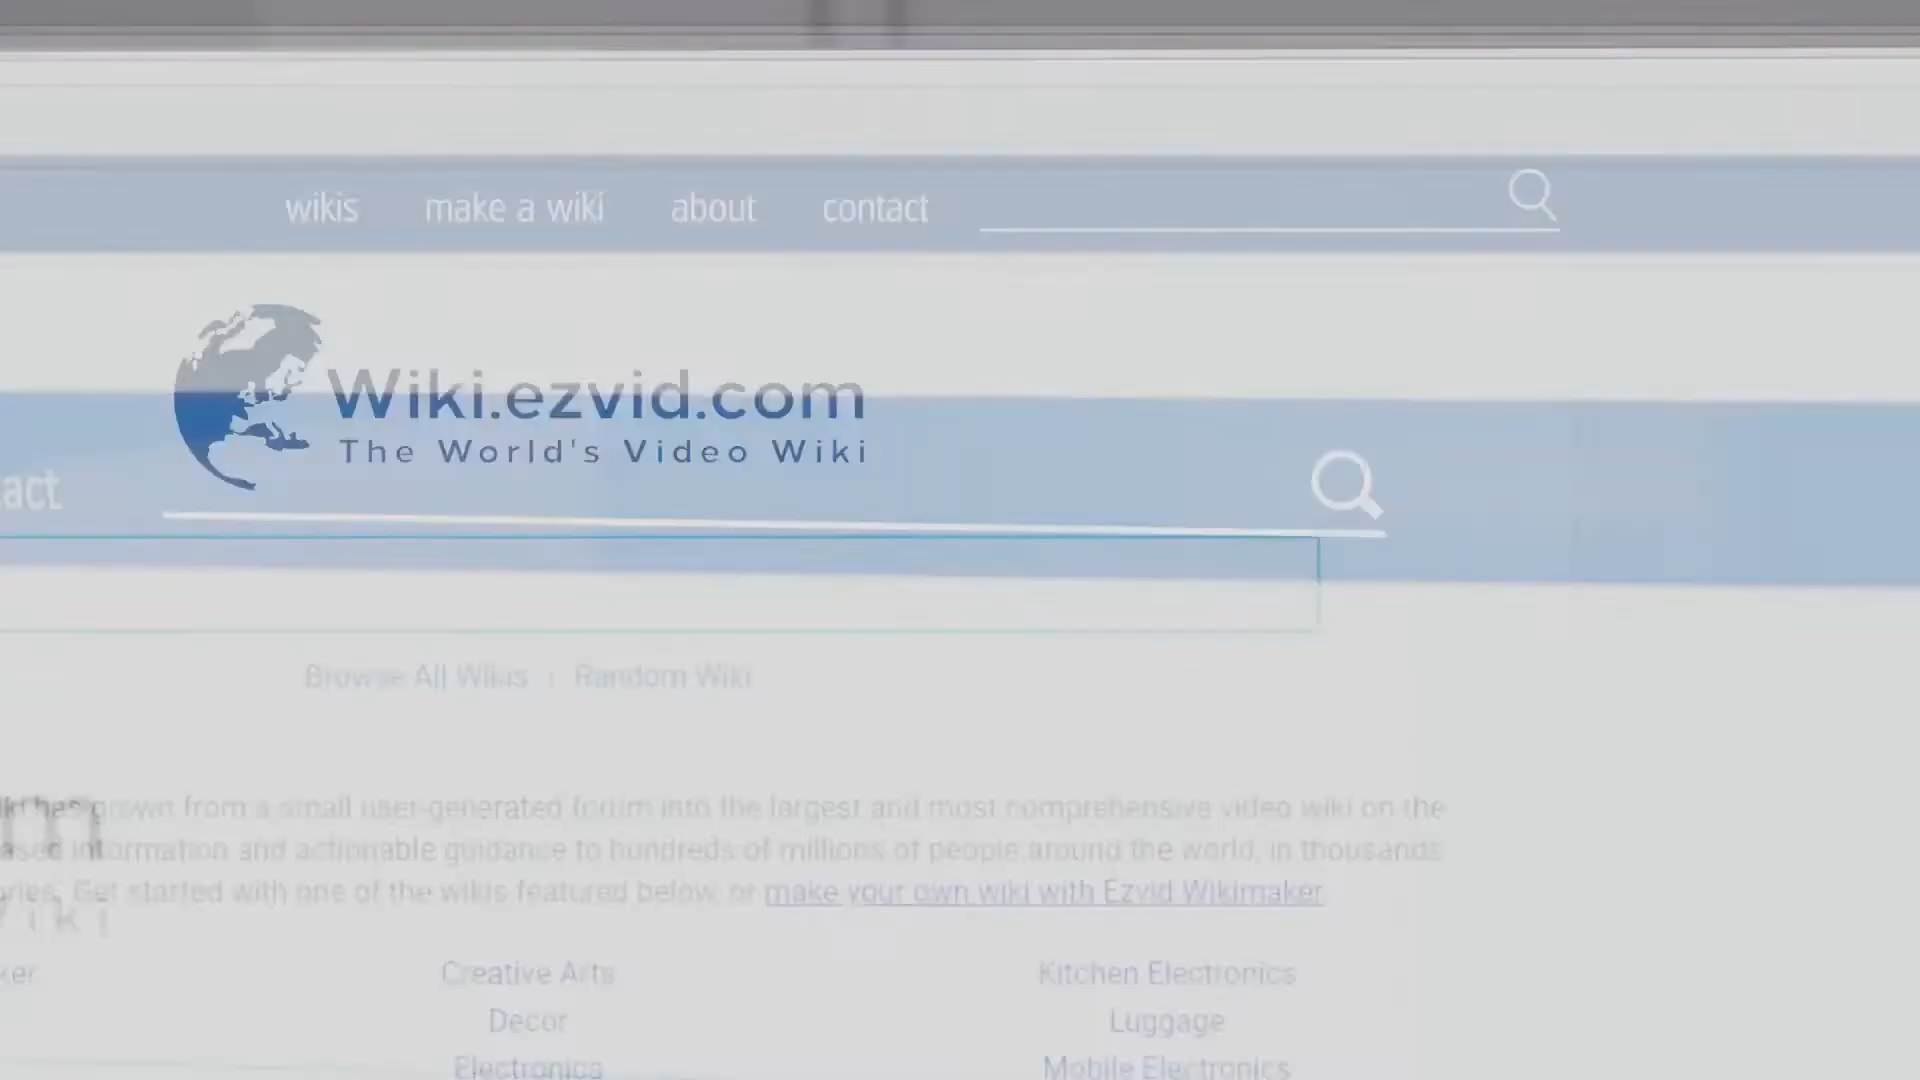 wikis make a wiki about contact
Wiki.ezvid.com
The World's Video Wiki
act
Browse All Wikis Random Wiki
has grown from a small user-generated forum into the largest and most comprehensive video wiki on the
information and actionable guidance to hundreds of millions of people around the world, in thousands
Get started with one of the wikis featured below, or make your own wiki with Ezvid Wikimaker
iki
ker Creative Arts Kitchen Electronics
Decor Luggage
Electronics Mobile Electronics